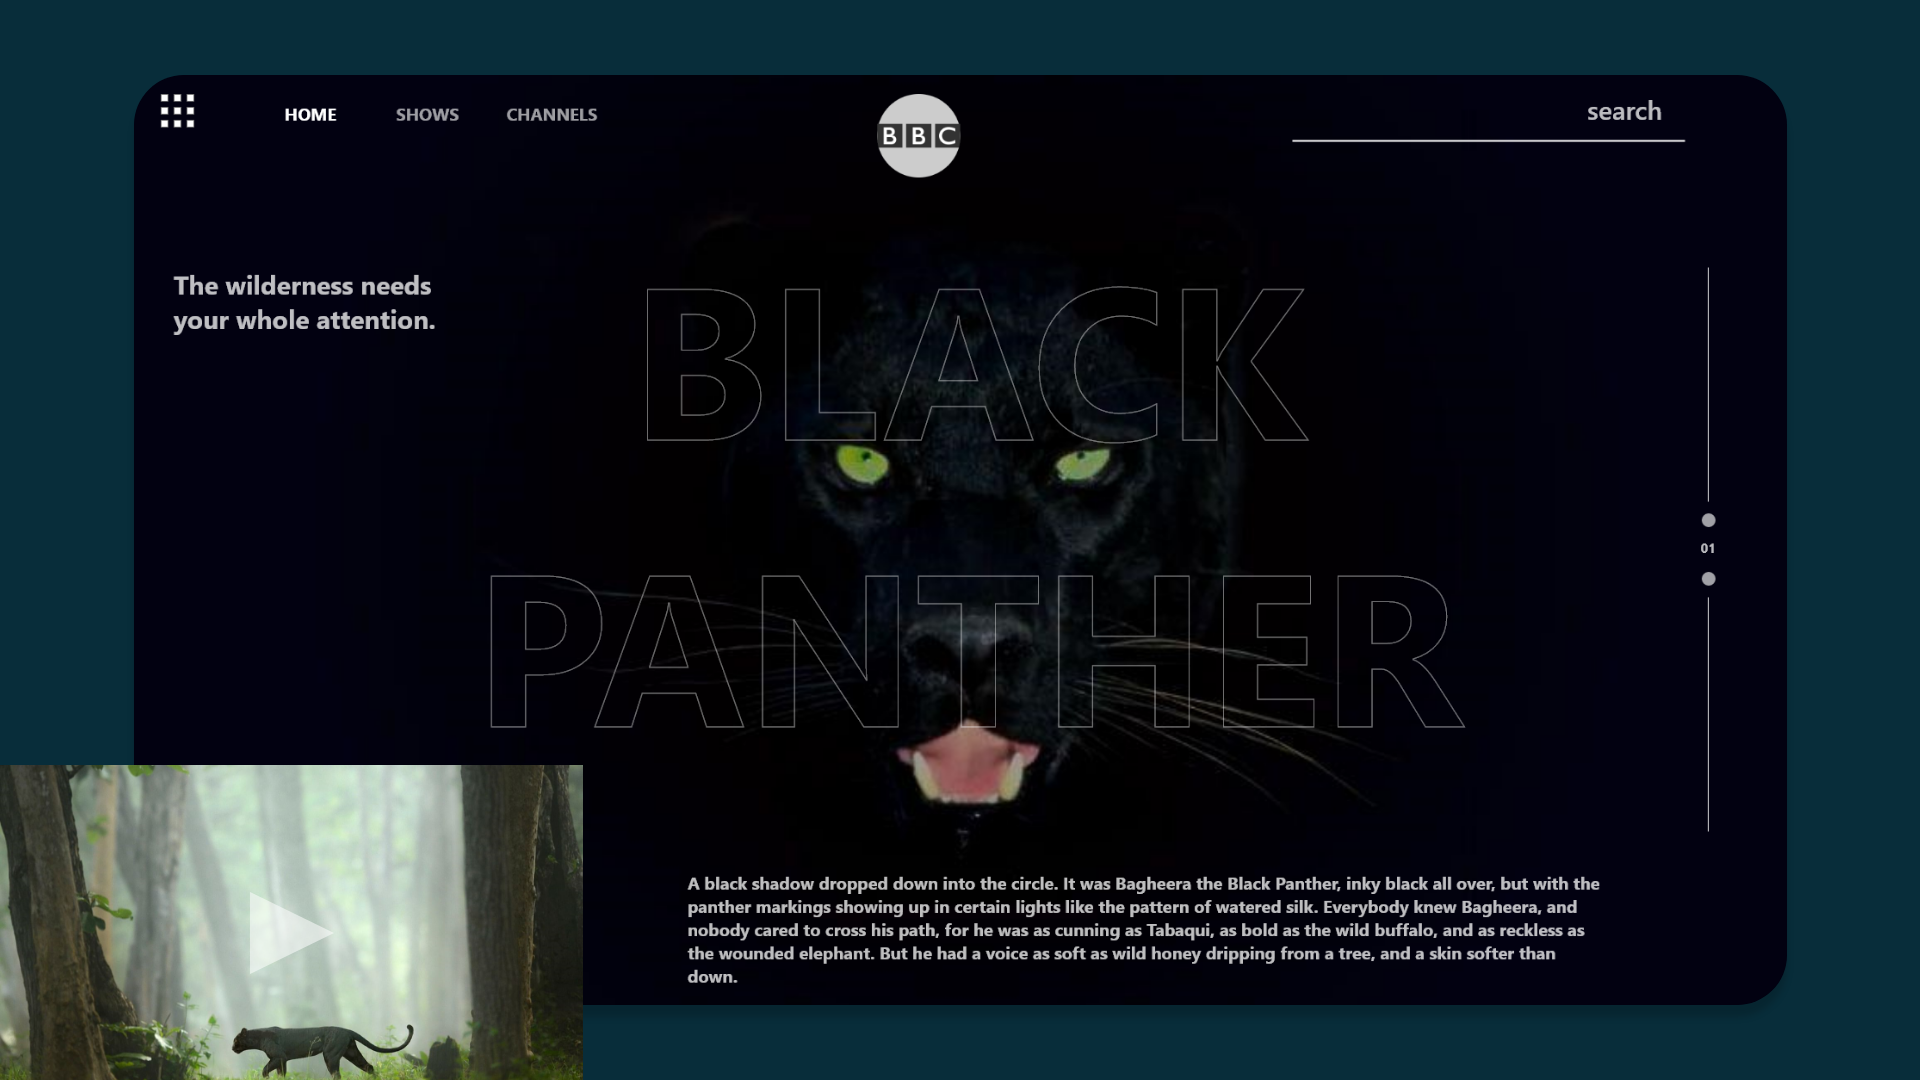 HOME SHOWS CHANNELS
BBC
search
The wilderness needs
your whole attention.
BLACK
PANTHER
01
A black shadow dropped down into the circle. It was Bagheera the Black Panther, inky black all over, but with the
panther markings showing up in certain lights like the pattern of watered silk. Everybody knew Bagheera, and
nobody cared to cross his path, for he was as cunning as Tabaqui, as bold as the wild buffalo, and as reckless as
the wounded elephant. But he had a voice as soft as wild honey dripping from a tree, and a skin softer than
down.